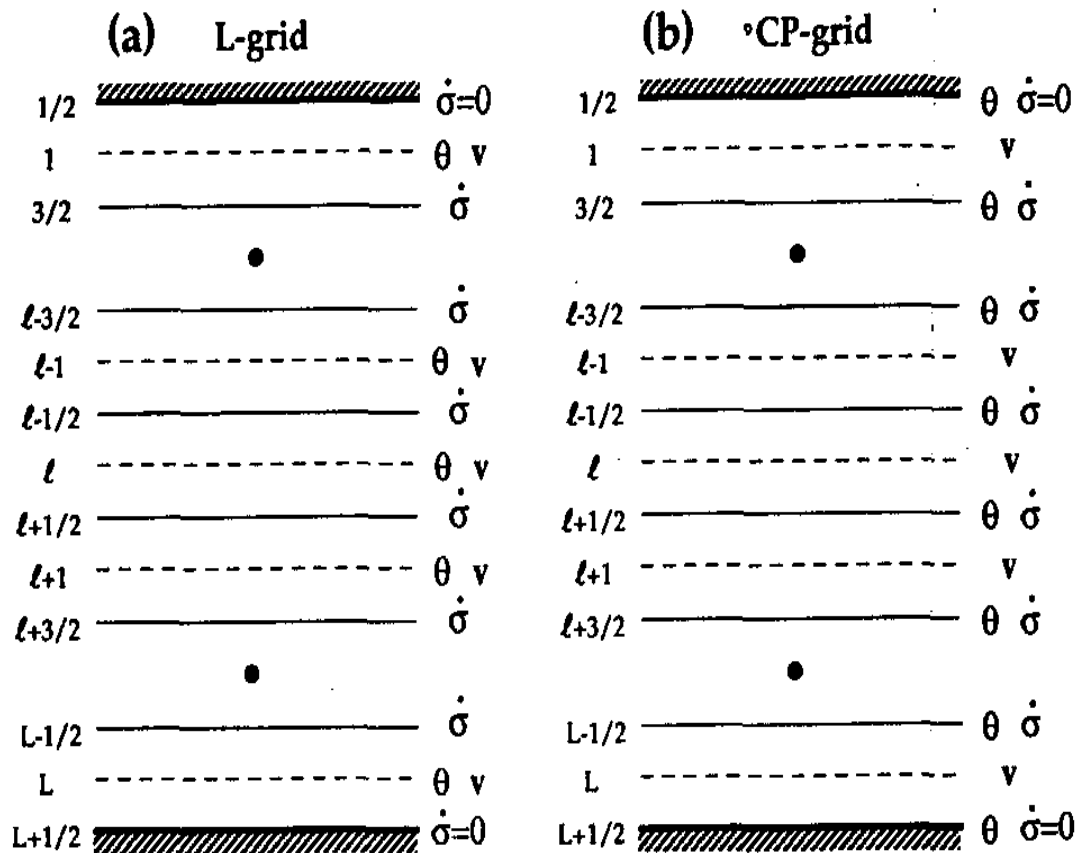 (a) L-grid
1/2 σ̇=0
1 θ v
3/2 σ̇
ℓ-3/2 σ̇
ℓ-1 θ v
ℓ-1/2 σ̇
ℓ θ v
ℓ+1/2 σ̇
ℓ+1 θ v
ℓ+3/2 σ̇
L-1/2 σ̇
L θ v
L+1/2 σ̇=0
(b) CP-grid
1/2 θ σ̇=0
1 v
3/2 θ σ̇
ℓ-3/2 θ σ̇
ℓ-1 v
ℓ-1/2 θ σ̇
ℓ v
ℓ+1/2 θ σ̇
ℓ+1 v
ℓ+3/2 θ σ̇
L-1/2 θ σ̇
L v
L+1/2 θ σ̇=0